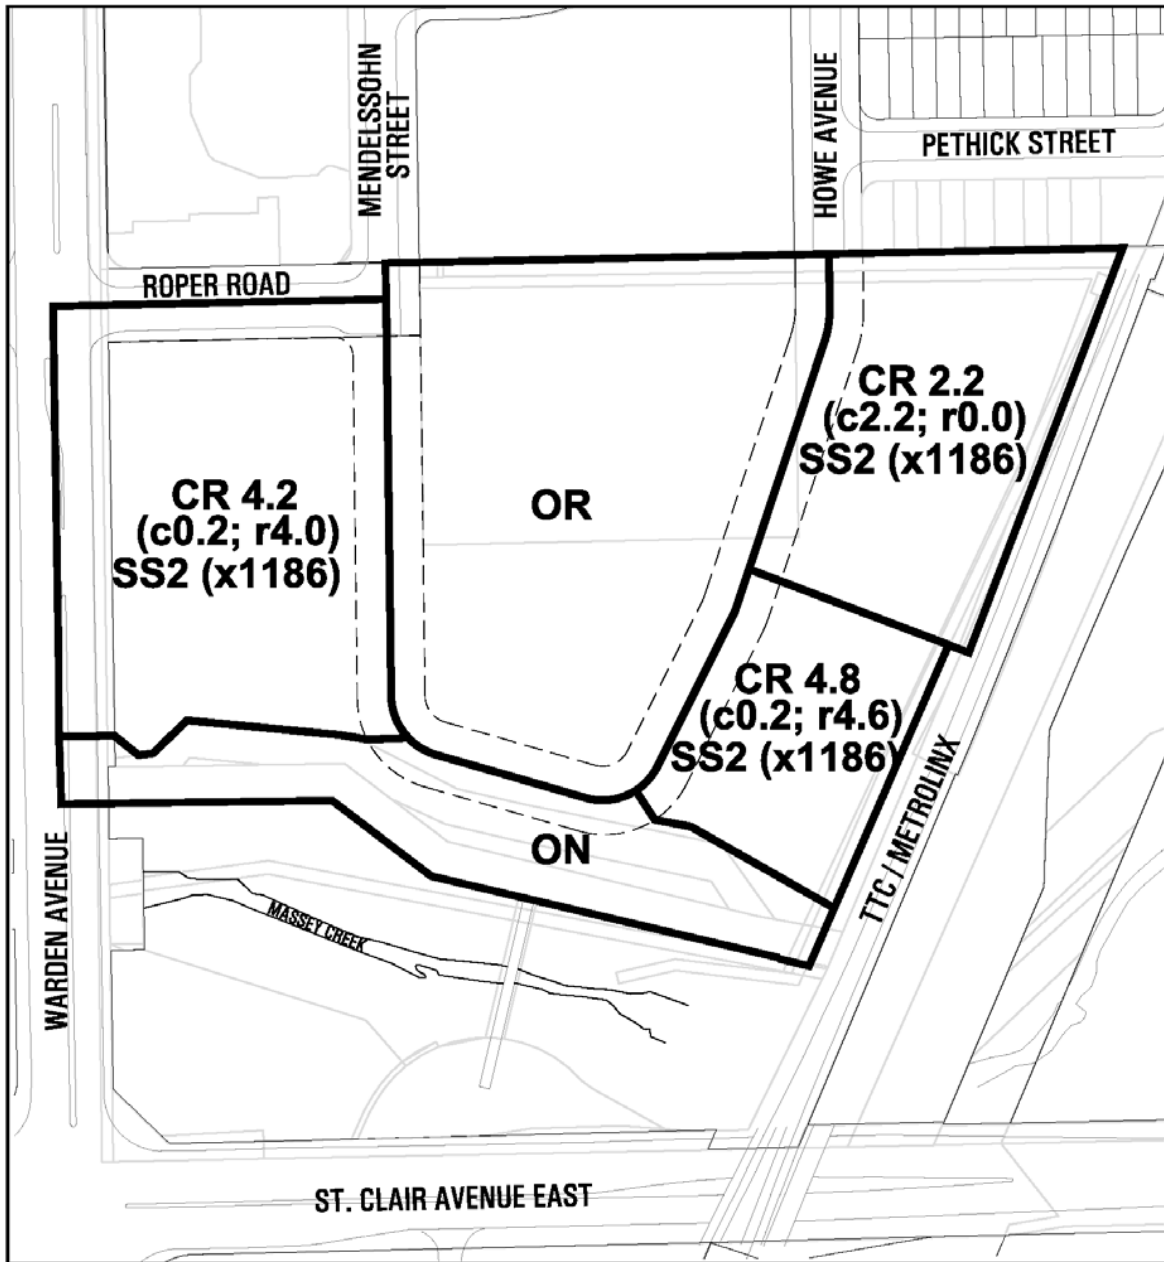 MENDELSSOHN
STREET
HOWE AVENUE
PETHICK STREET
ROPER ROAD
CR 2.2
(c2.2; r0.0)
SS2 (x1186)
CR 4.2
(c0.2; r4.0)
SS2 (x1186)
OR
CR 4.8
(c0.2; r4.6)
SS2 (x1186)
ON
TTC / METROLINX
WARDEN AVENUE
MASSEY CREEK
ST. CLAIR AVENUE EAST